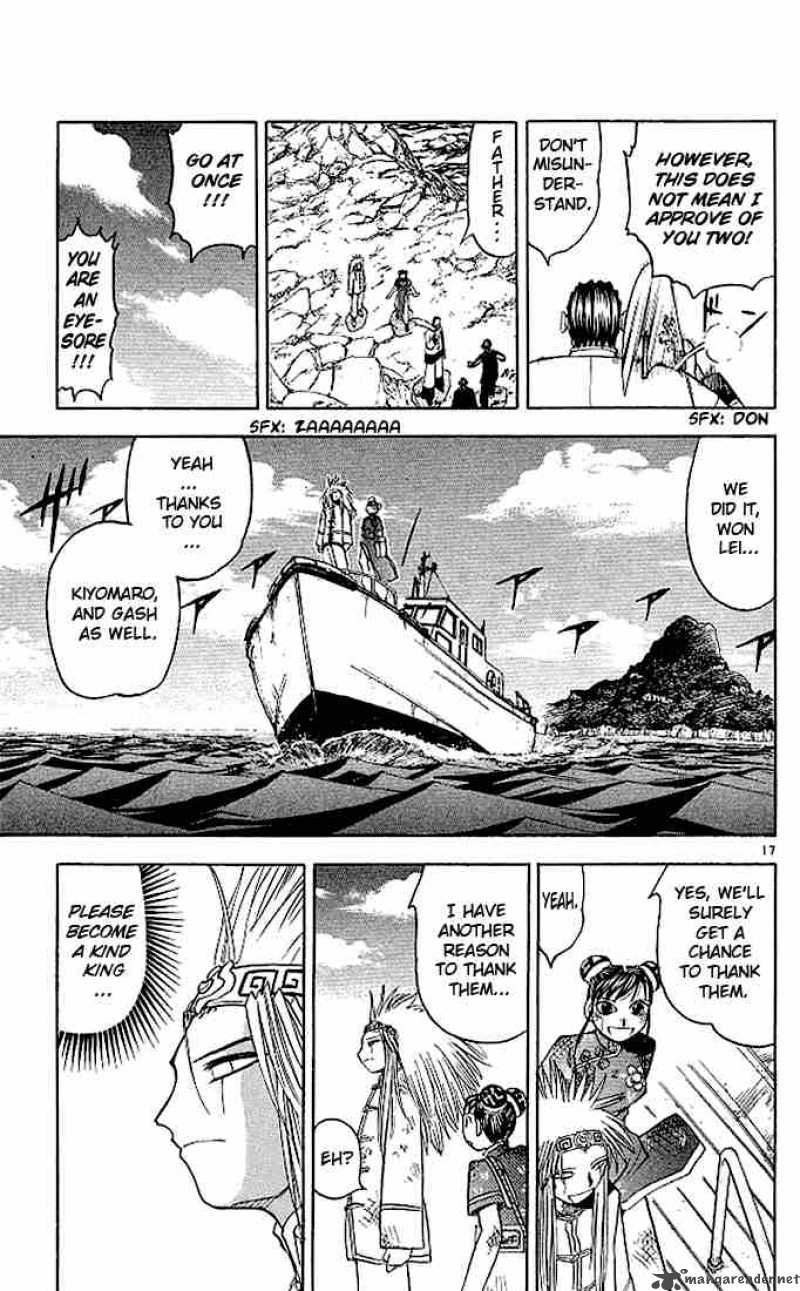 HOWEVER,
THIS DOES
NOT MEAN I
APPROVE OF
YOU TWO!
DON'T
MISUN-
DER-
STAND.
SFX: DON
FATHER...
GO AT
ONCE
!!!
YOU
ARE
AN
EYE-
SORE
!!!
SFX: ZAAAAAAAA
WE
DID IT,
WON
LEI...
YEAH
...
THANKS
TO YOU
...
KIYOMARO,
AND GASH
AS WELL.
17
YES, WE'LL
SURELY
GET A
CHANCE
TO THANK
THEM.
YEAH.
I HAVE
ANOTHER
REASON
TO THANK
THEM...
EH?
PLEASE
BECOME
A KIND
KING
...
mangareader.net